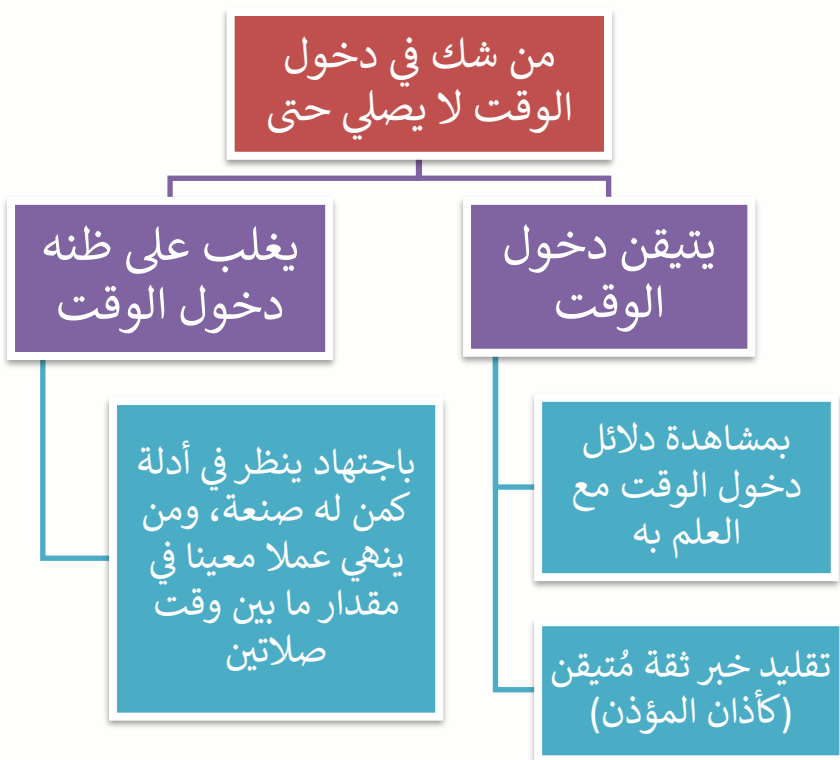 من شك في دخول
الوقت لا يصلي حتى
يتيقن دخول
الوقت
يغلب على ظنه
دخول الوقت
بمشاهدة دلائل
دخول الوقت مع
العلم به
تقليد خبر ثقة مُتيقن
(كأذان المؤذن)
باجتهاد ينظر في أدلة
كمن له صنعة، ومن
ينهي عملا معينا في
مقدار ما بين وقت
صلاتين